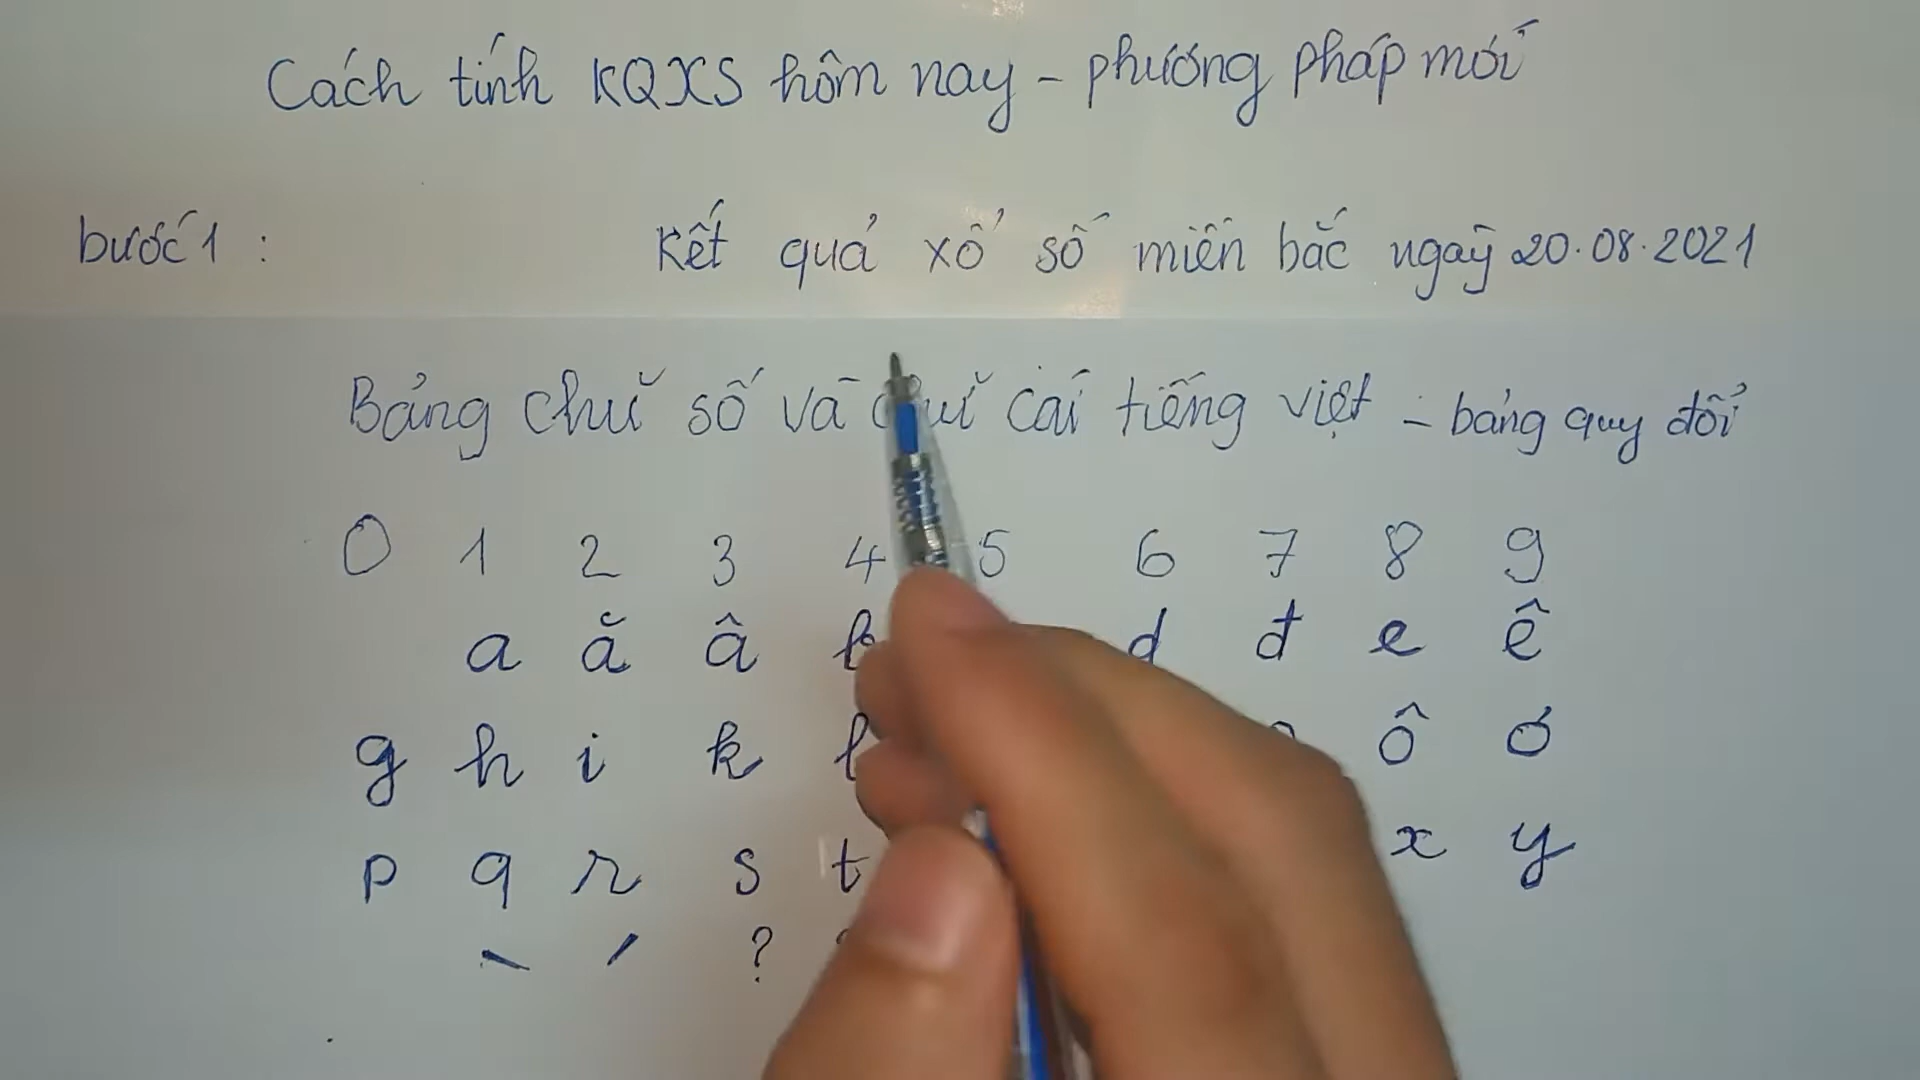 Cách tính KQXS hôm nay - phương pháp mới
bước 1 : Kết quả xổ số miền bắc ngày 20.08.2021
Bảng chữ số và chữ cái tiếng việt - bảng quy đổi
0 1 2 3 4 5 6 7 8 9
a ă â b d đ e ê
g h i k l ô ơ
p q r s t x y
\ / ?